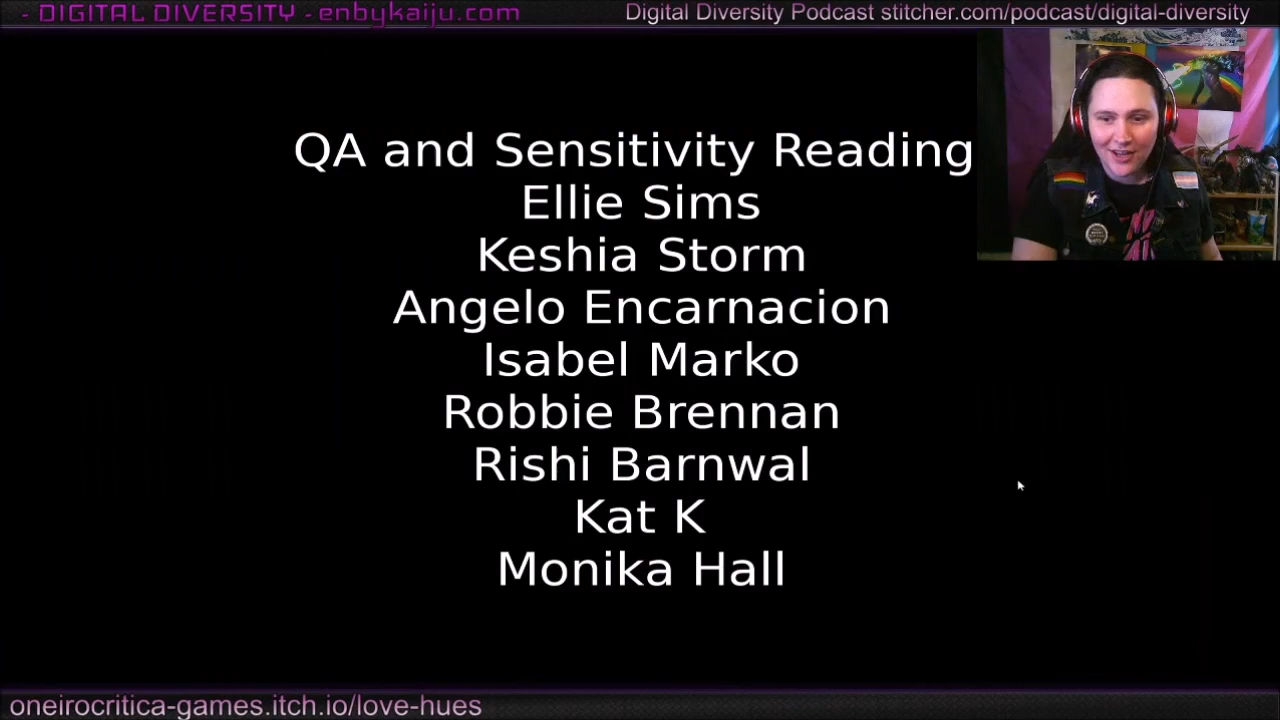 - DIGITAL DIVERSITY - enbykaiju.com
Digital Diversity Podcast stitcher.com/podcast/digital-diversity
QA and Sensitivity Reading
Ellie Sims
Keshia Storm
Angelo Encarnacion
Isabel Marko
Robbie Brennan
Rishi Barnwal
Kat K
Monika Hall
oneirocritica-games.itch.io/love-hues